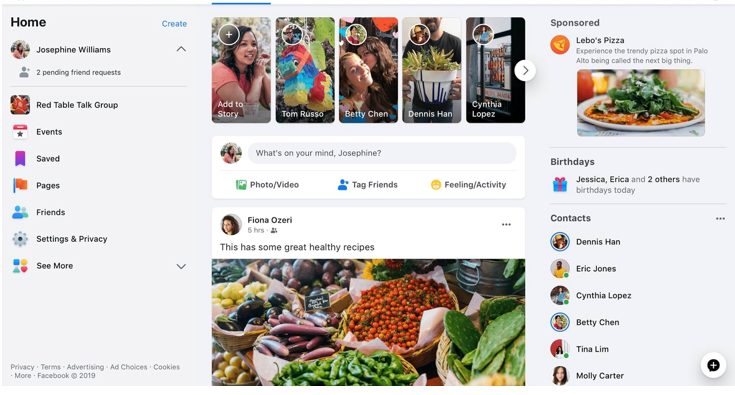 Home
Create
Josephine Williams
2 pending friend requests
Red Table Talk Group
Events
Saved
Pages
Friends
Settings & Privacy
See More
Privacy · Terms · Advertising · Ad Choices · Cookies
· More · Facebook © 2019
Add to
Story
Tom Russo
Betty Chen
Dennis Han
Cynthia
Lopez
What's on your mind, Josephine?
Photo/Video
Tag Friends
Feeling/Activity
Fiona Ozeri
5 hrs ·
This has some great healthy recipes
Sponsored
Lebo's Pizza
Experience the trendy pizza spot in Palo
Alto being called the next big thing.
Birthdays
Jessica, Erica and 2 others have
birthdays today
Contacts
Dennis Han
Eric Jones
Cynthia Lopez
Betty Chen
Tina Lim
Molly Carter